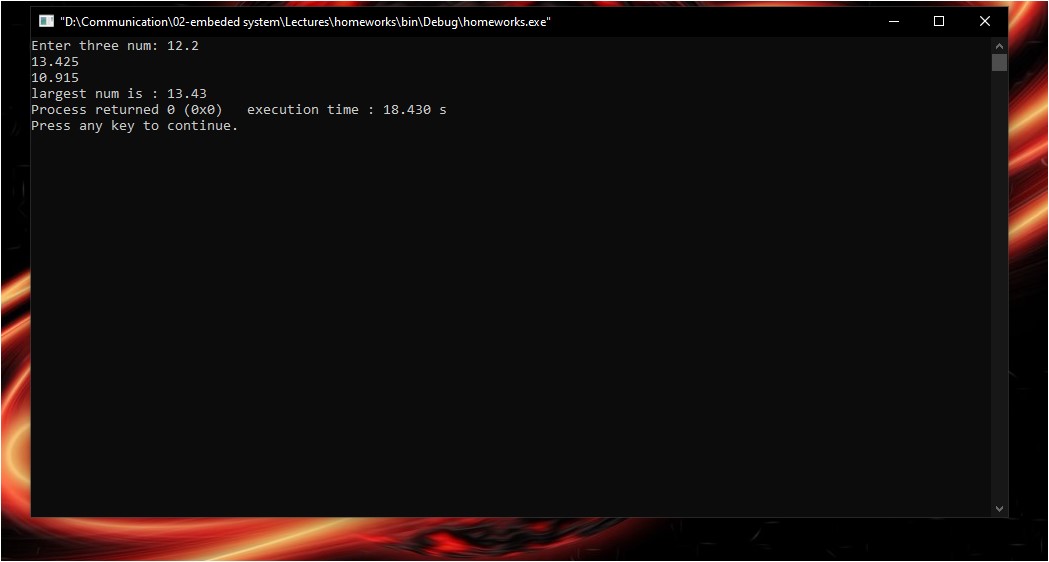 "D:\Communication\02-embeded system\Lectures\homeworks\bin\Debug\homeworks.exe"
Enter three num: 12.2
13.425
10.915
largest num is : 13.43
Process returned 0 (0x0)   execution time : 18.430 s
Press any key to continue.